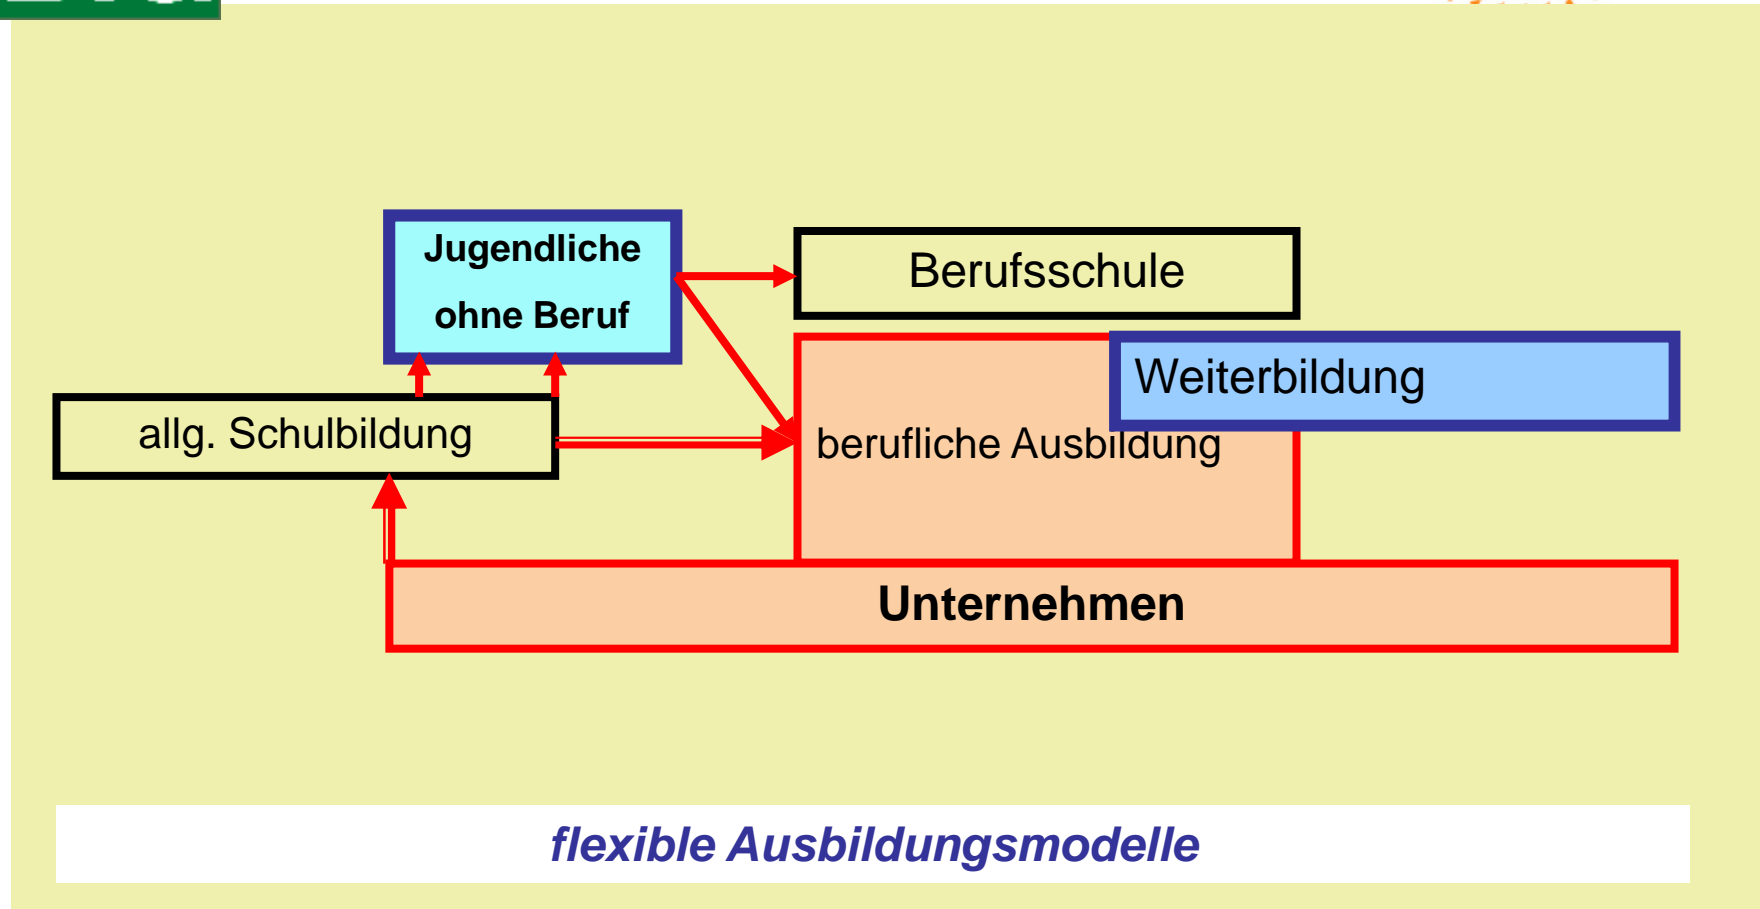 Jugendliche
ohne Beruf
Berufsschule
Weiterbildung
allg. Schulbildung
berufliche Ausbildung
Unternehmen
flexible Ausbildungsmodelle